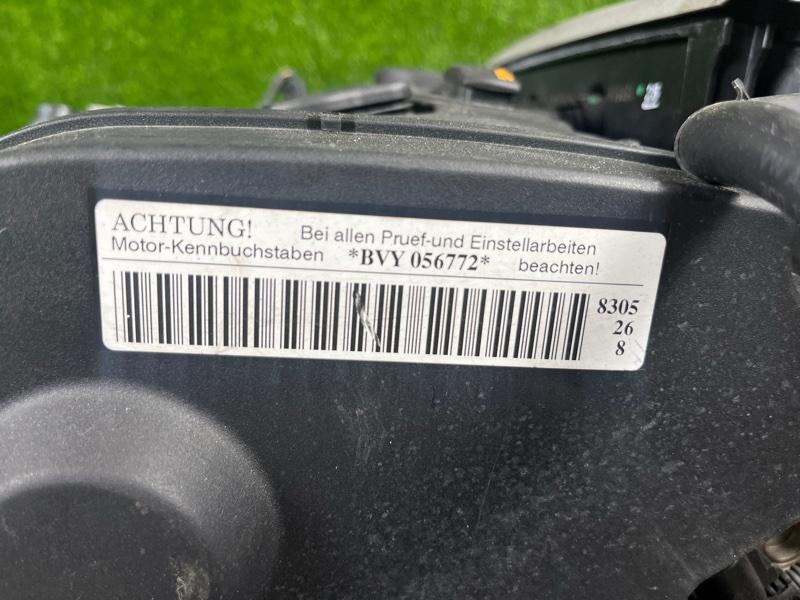 ACHTUNG! Bei allen Pruef-und Einstellarbeiten
Motor-Kennbuchstaben *BVY 056772* beachten!
8305
26
8